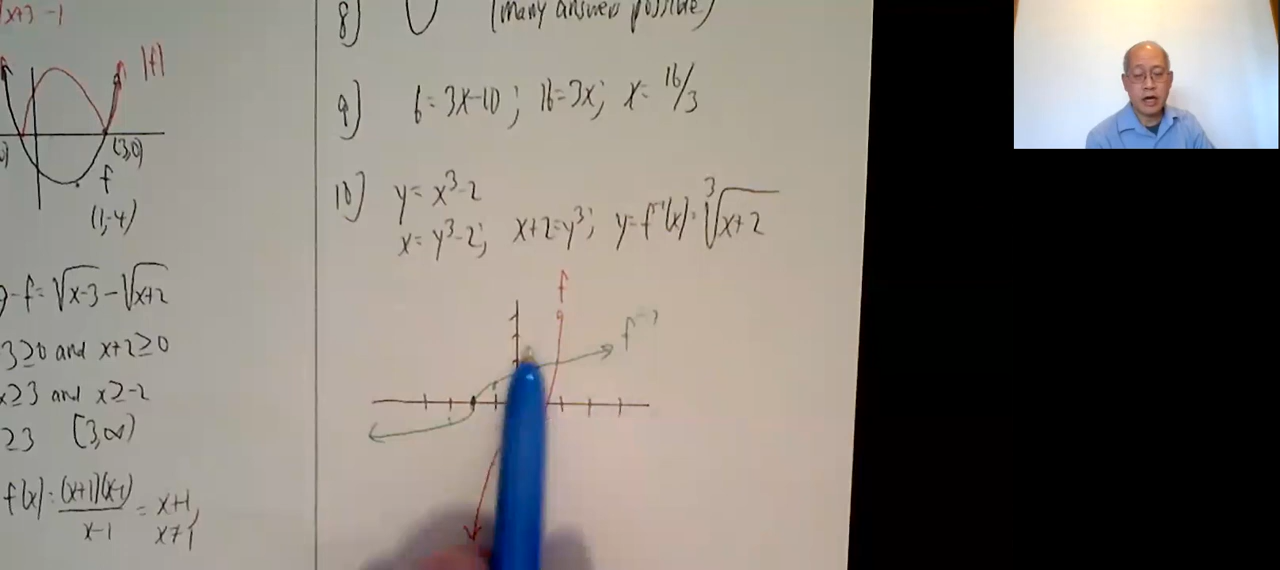 x+3 -1
|f|
(3,0)
f
(1,-4)
-f = √x-3 - √x+2
3≥0 and x+2≥0
x≥3 and x≥-2
≥3 [3,∞)
f(x) = (x+1)(x-1)/x-1 = x+1,
x≠1
8) (many answers possible)
9) 6=3x-10; 16=3x; x= 16/3
10) y= x³-2
x= y³-2; x+2=y³; y=f⁻¹(x)= ³√x+2
f
f⁻¹